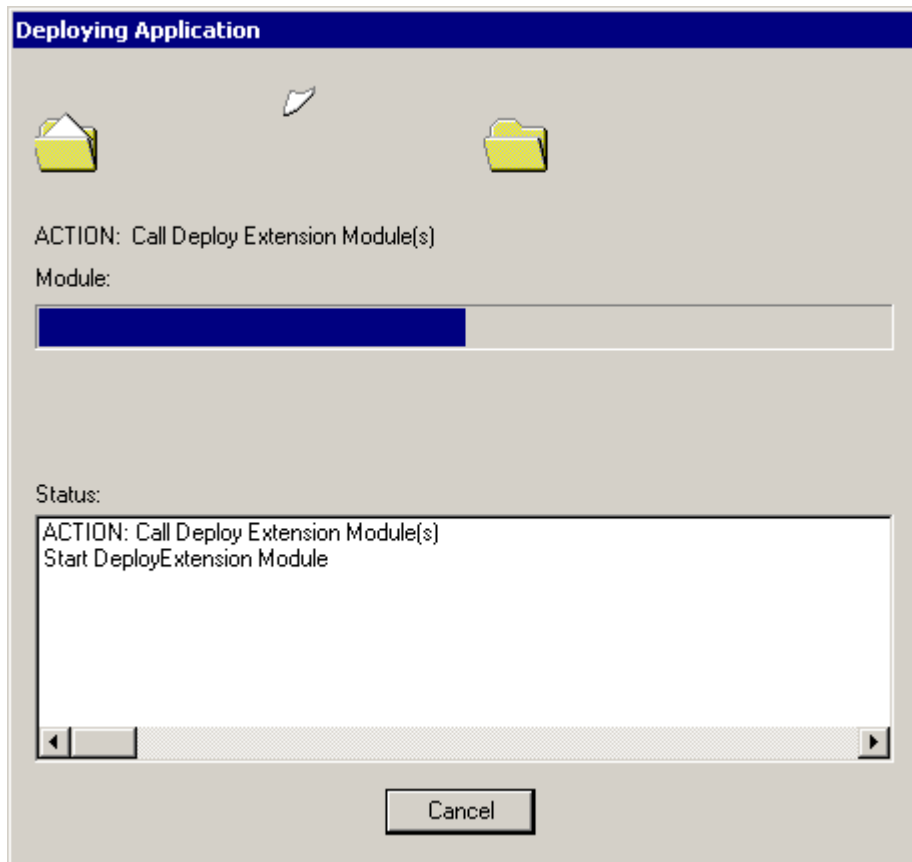 Deploying Application
ACTION:  Call Deploy Extension Module(s)
Module:
Status:
ACTION: Call Deploy Extension Module(s)
Start DeployExtension Module
Cancel